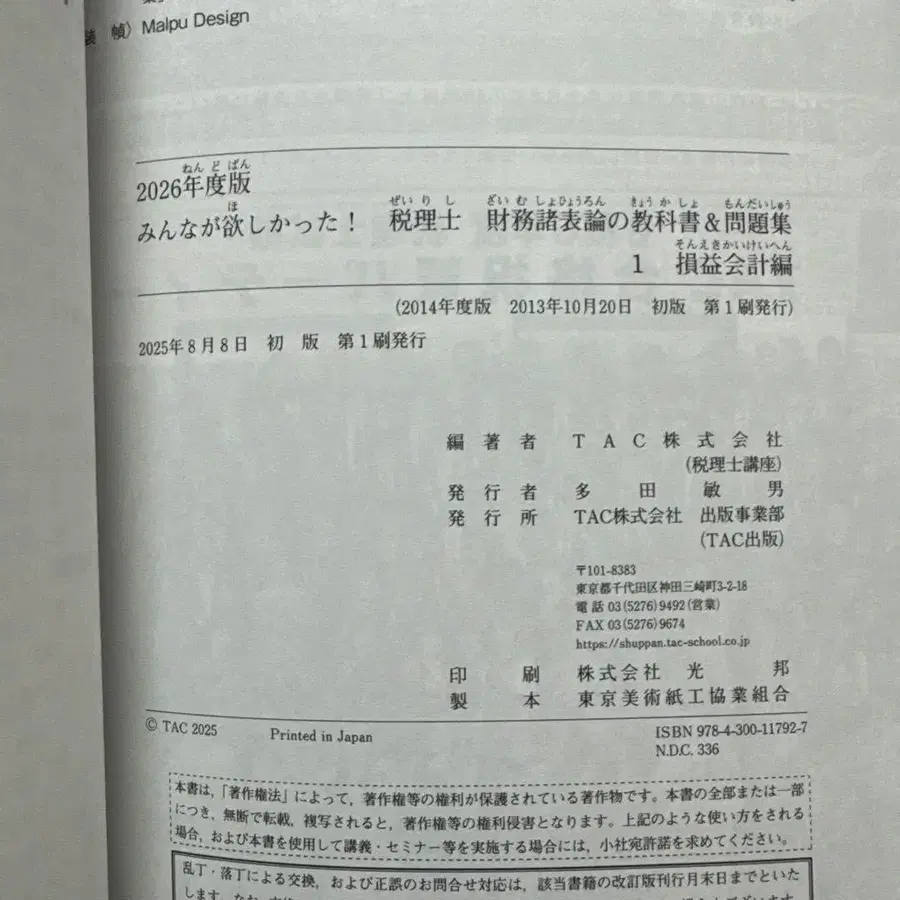 幀〉Malpu Design
ねんどばん
2026年度版
ほ ぜいりし ざいむしょひょうろん きょうかしょ もんだいしゅう
みんなが欲しかった！ 税理士 財務諸表論の教科書＆問題集
そんえきかいけいへん
1 損益会計編
(2014年度版 2013年10月20日 初版 第1刷発行)
2025年8月8日 初 版 第1刷発行
編著者 TAC株式会社
(税理士講座)
発行者 多田敏男
発行所 TAC株式会社 出版事業部
(TAC出版)
〒101-8383
東京都千代田区神田三崎町3-2-18
電話 03(5276)9492(営業)
FAX 03(5276)9674
https://shuppan.tac-school.co.jp
印刷 株式会社 光邦
製本 東京美術紙工協業組合
© TAC 2025 Printed in Japan ISBN 978-4-300-11792-7
N.D.C. 336
本書は，「著作権法」によって，著作権等の権利が保護されている著作物です。本書の全部または一部
につき，無断で転載，複写されると，著作権等の権利侵害となります。上記のような使い方をされる
場合，および本書を使用して講義・セミナー等を実施する場合には，小社宛許諾を求めてください。
乱丁・落丁による交換，および正誤のお問合せ対応は，該当書籍の改訂版刊行月末日までといた
します。